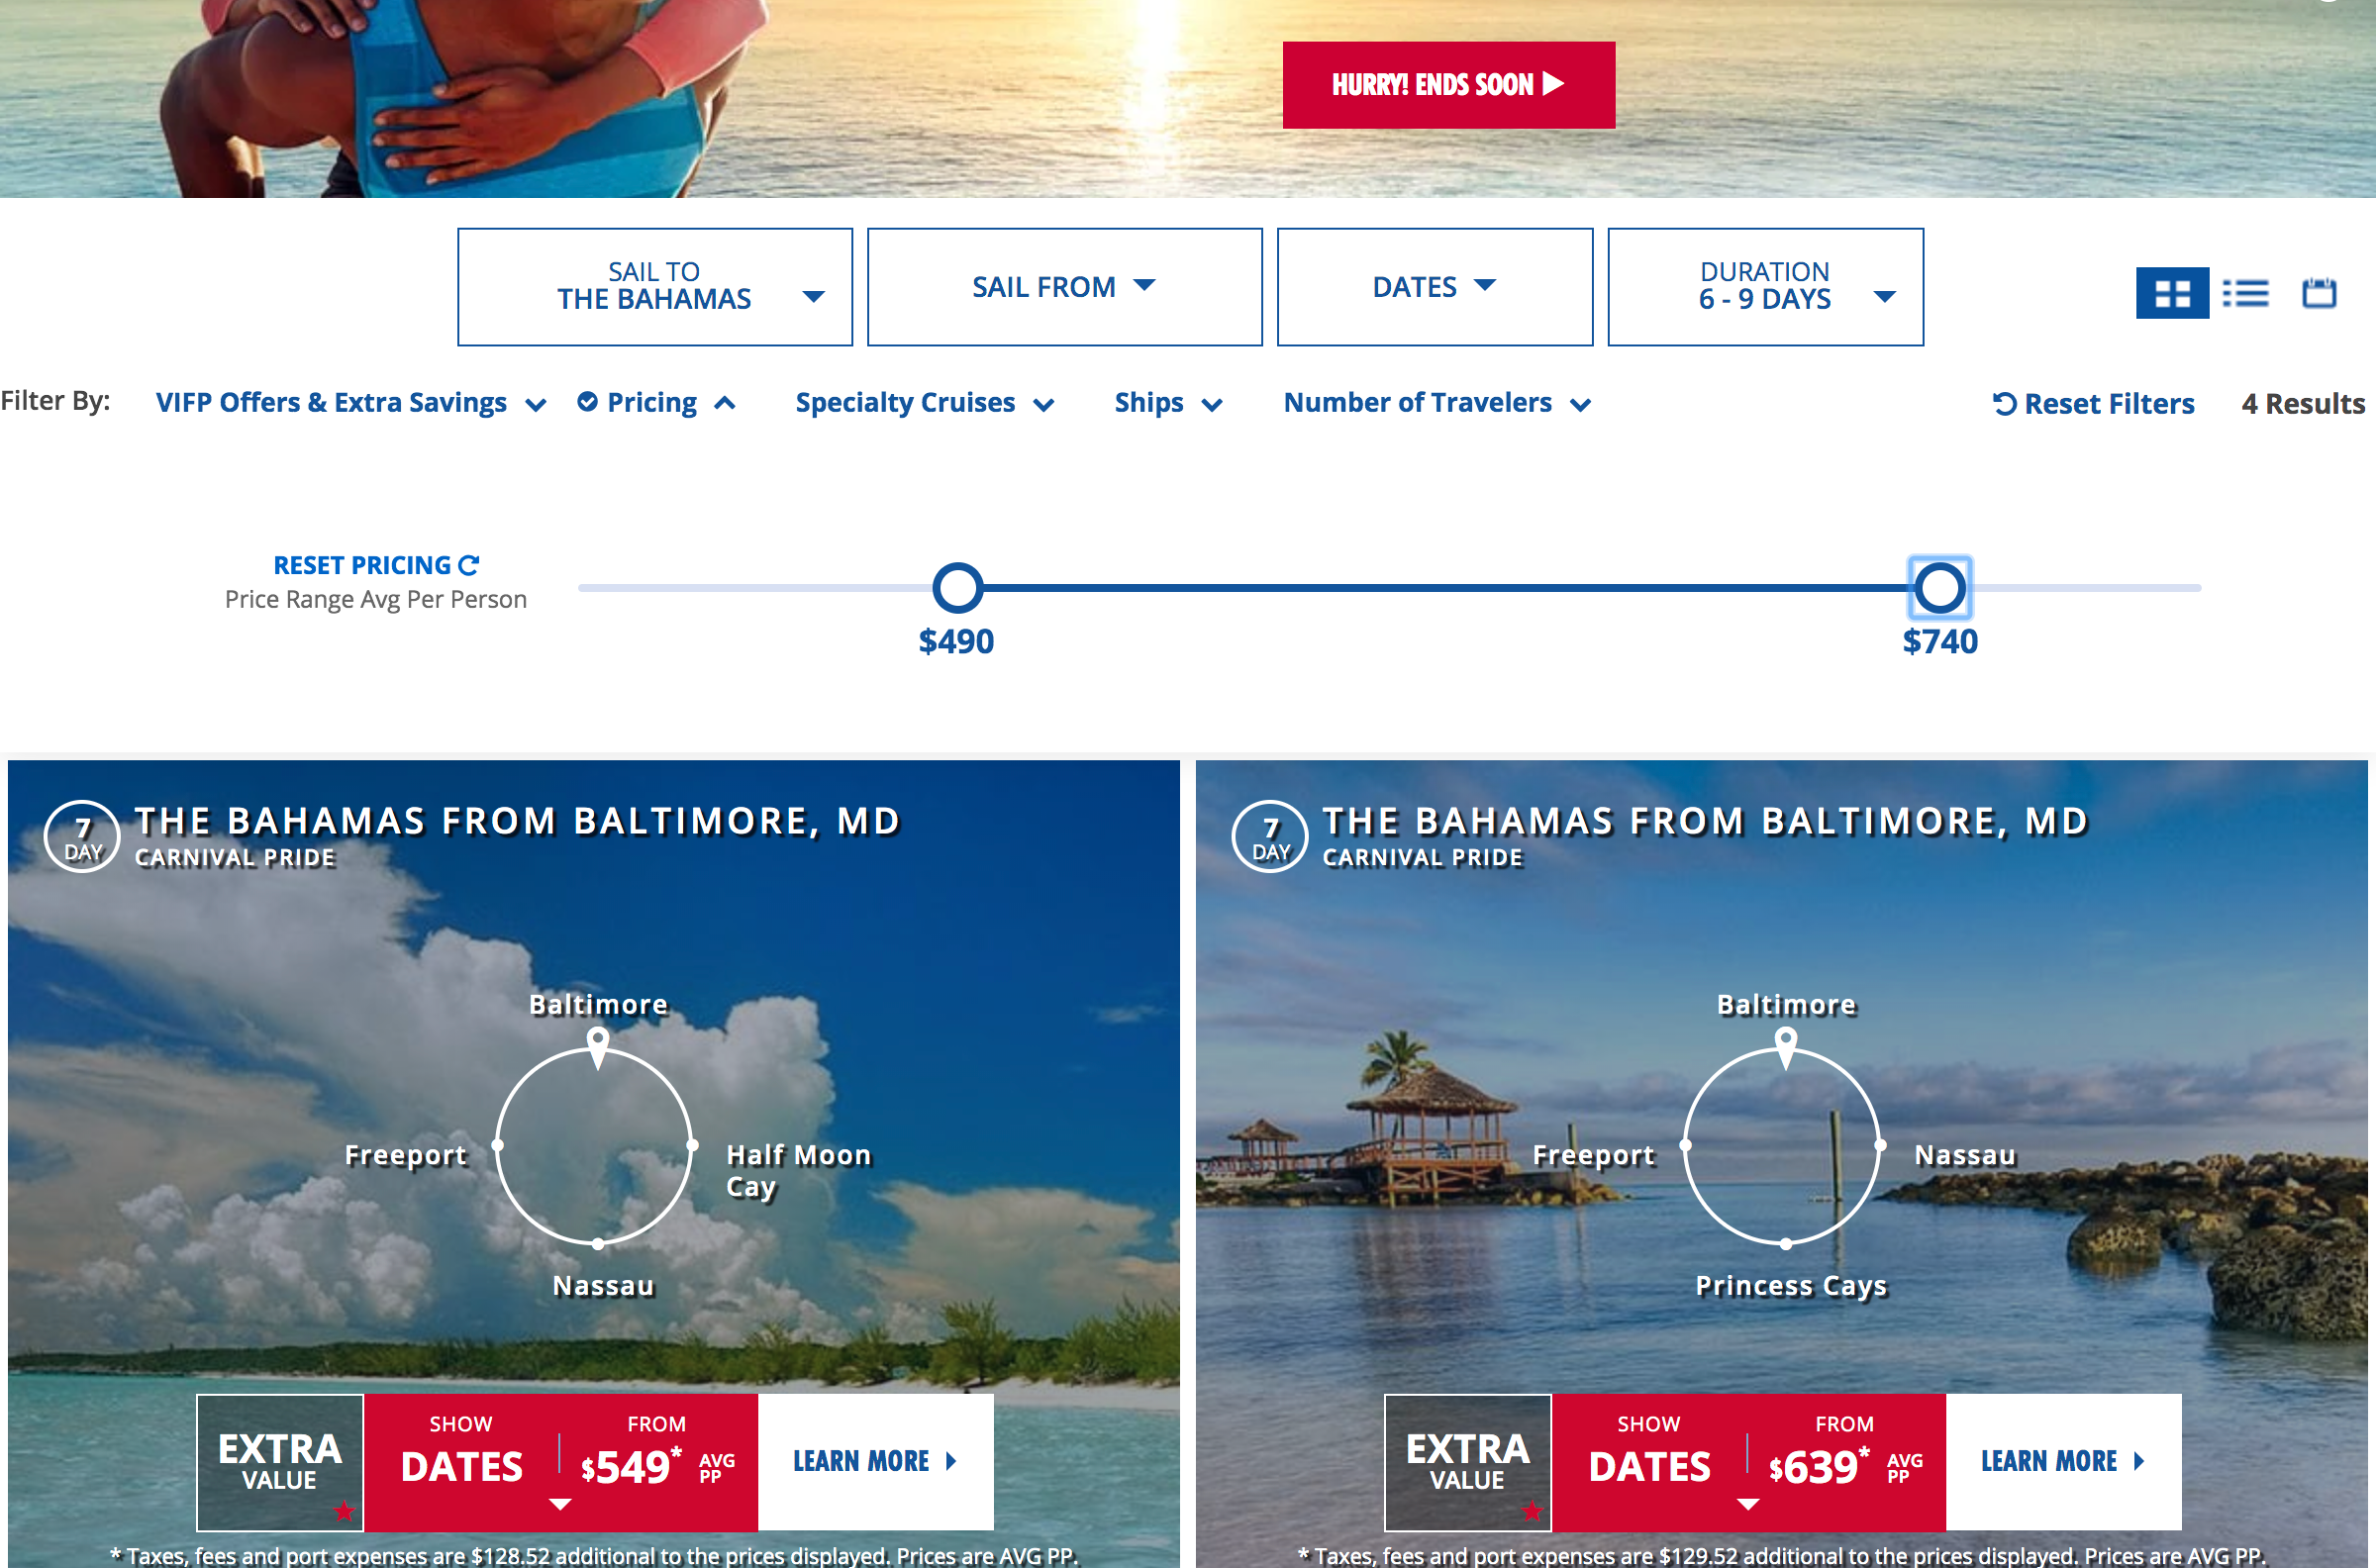 HURRY! ENDS SOON
SAIL TO
THE BAHAMAS
SAIL FROM
DATES
DURATION
6 - 9 DAYS
Filter By:
VIFP Offers & Extra Savings
Pricing
Specialty Cruises
Ships
Number of Travelers
Reset Filters
4 Results
RESET PRICING
Price Range Avg Per Person
$490
$740
7
DAY
THE BAHAMAS FROM BALTIMORE, MD
CARNIVAL PRIDE
Baltimore
Freeport
Half Moon
Cay
Nassau
EXTRA
VALUE
SHOW
DATES
FROM
$549*
AVG
PP
LEARN MORE
* Taxes, fees and port expenses are $128.52 additional to the prices displayed. Prices are AVG PP.
7
DAY
THE BAHAMAS FROM BALTIMORE, MD
CARNIVAL PRIDE
Baltimore
Freeport
Nassau
Princess Cays
EXTRA
VALUE
SHOW
DATES
FROM
$639*
AVG
PP
LEARN MORE
* Taxes, fees and port expenses are $129.52 additional to the prices displayed. Prices are AVG PP.